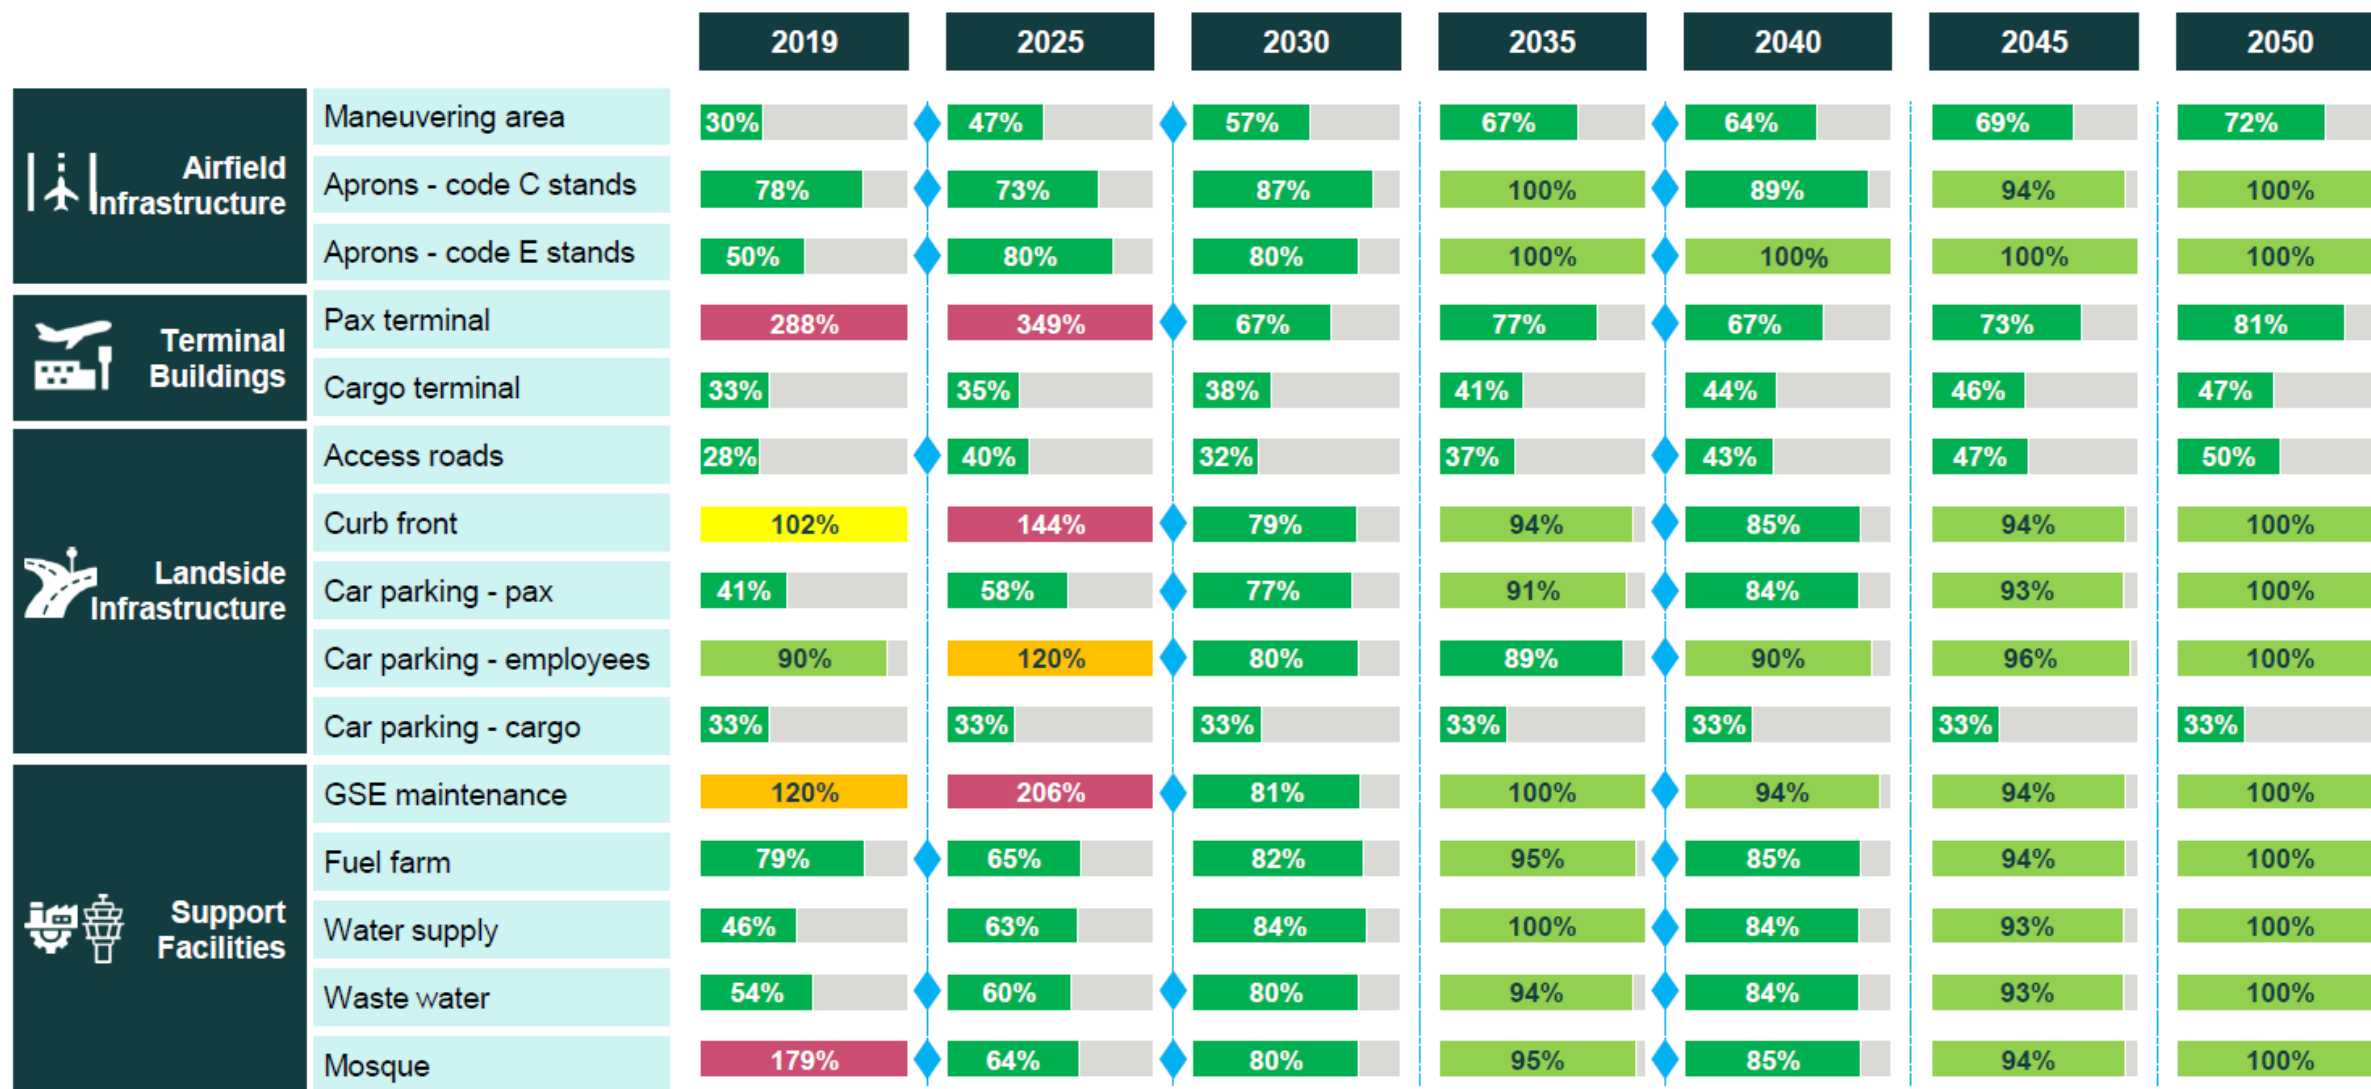 2019 2025 2030 2035 2040 2045 2050
Airfield
Infrastructure
Maneuvering area 30% 47% 57% 67% 64% 69% 72%
Aprons - code C stands 78% 73% 87% 100% 89% 94% 100%
Aprons - code E stands 50% 80% 80% 100% 100% 100% 100%
Terminal
Buildings
Pax terminal 288% 349% 67% 77% 67% 73% 81%
Cargo terminal 33% 35% 38% 41% 44% 46% 47%
Landside
Infrastructure
Access roads 28% 40% 32% 37% 43% 47% 50%
Curb front 102% 144% 79% 94% 85% 94% 100%
Car parking - pax 41% 58% 77% 91% 84% 93% 100%
Car parking - employees 90% 120% 80% 89% 90% 96% 100%
Car parking - cargo 33% 33% 33% 33% 33% 33% 33%
Support
Facilities
GSE maintenance 120% 206% 81% 100% 94% 94% 100%
Fuel farm 79% 65% 82% 95% 85% 94% 100%
Water supply 46% 63% 84% 100% 84% 93% 100%
Waste water 54% 60% 80% 94% 84% 93% 100%
Mosque 179% 64% 80% 95% 85% 94% 100%